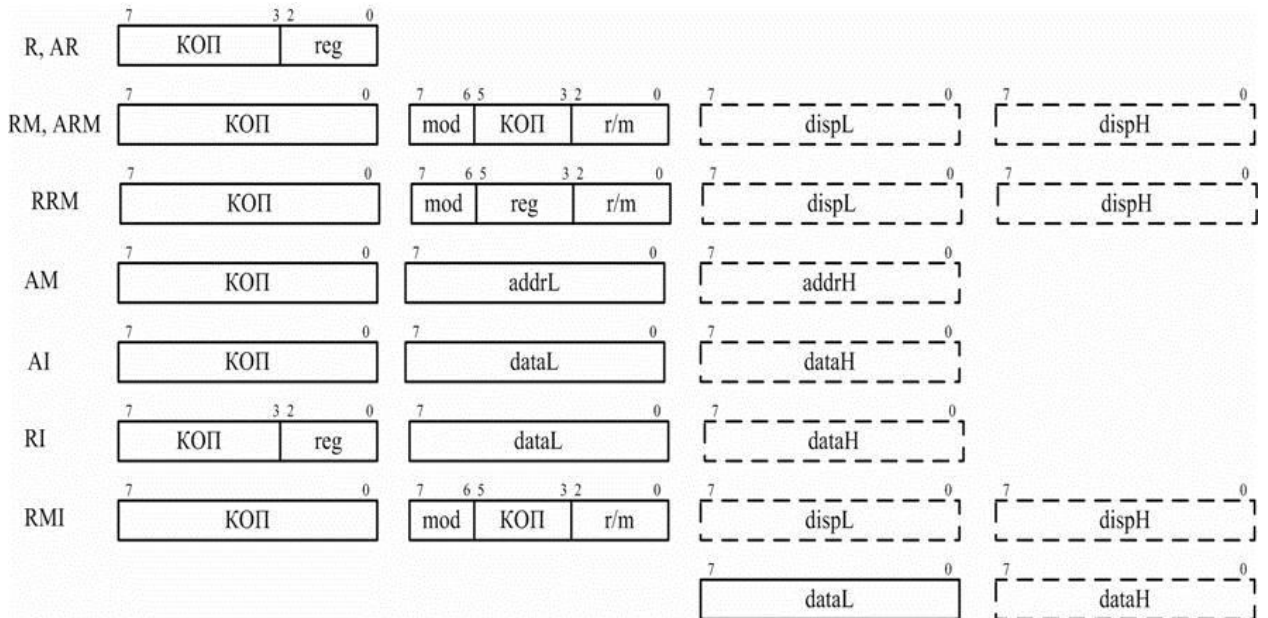 7 3 2 0
R, AR КОП reg
7 0 7 6 5 3 2 0 7 0 7 0
RM, ARM КОП mod КОП r/m dispL dispH
7 0 7 6 5 3 2 0 7 0 7 0
RRM КОП mod reg r/m dispL dispH
7 0 7 0 7 0
AM КОП addrL addrH
7 0 7 0 7 0
AI КОП dataL dataH
7 3 2 0 7 0 7 0
RI КОП reg dataL dataH
7 0 7 6 5 3 2 0 7 0 7 0
RMI КОП mod КОП r/m dispL dispH
7 0 7 0
dataL dataH